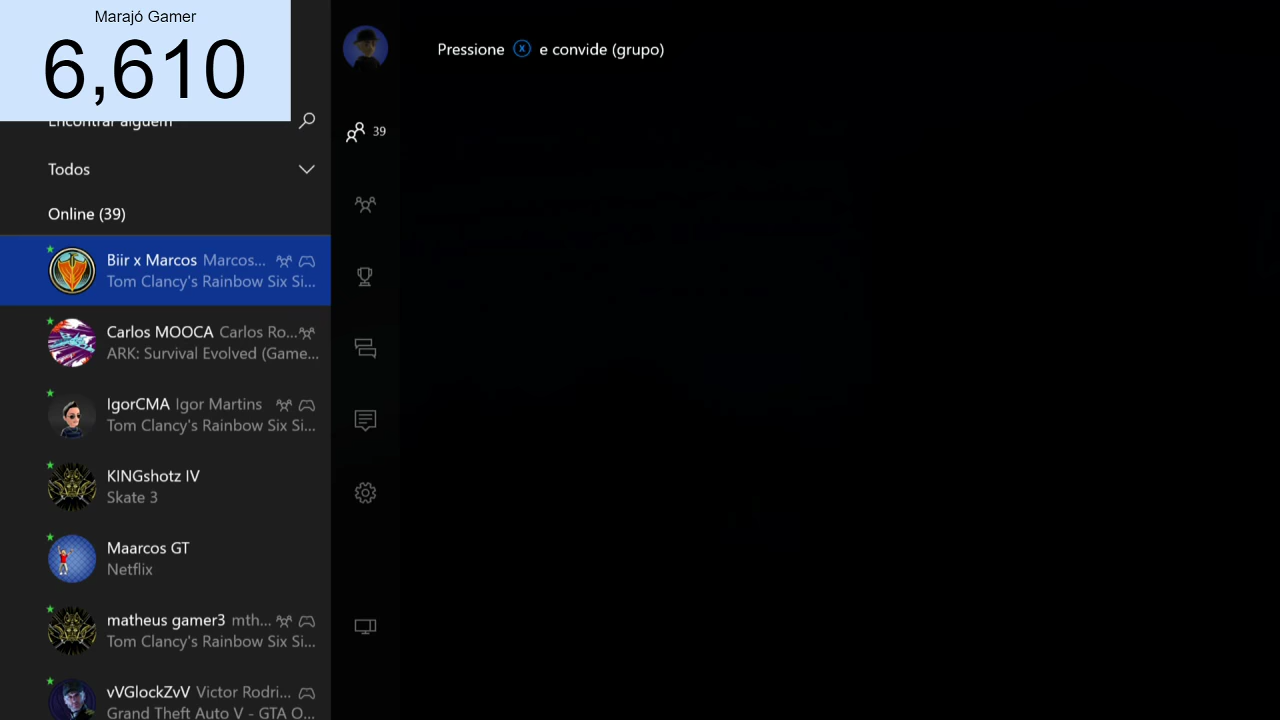 Marajó Gamer
6,610
Pressione X e convide (grupo)
Encontrar alguém
39
Todos
Online (39)
Biir x Marcos Marcos...
Tom Clancy's Rainbow Six Si...
Carlos MOOCA Carlos Ro...
ARK: Survival Evolved (Game...
IgorCMA Igor Martins
Tom Clancy's Rainbow Six Si...
KINGshotz IV
Skate 3
Maarcos GT
Netflix
matheus gamer3 mth...
Tom Clancy's Rainbow Six Si...
vVGlockZvV Victor Rodri...
Grand Theft Auto V - GTA O...